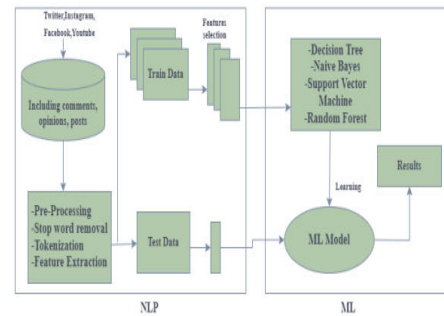 Twitter,Instagram,
Facebook,Youtube
Including comments,
opinions, posts
-Pre-Processing
-Stop word removal
-Tokenization
-Feature Extraction
Train Data
Features
selection
Test Data
NLP
-Decision Tree
-Naive Bayes
-Support Vector
Machine
-Random Forest
Learning
ML Model
Results
ML